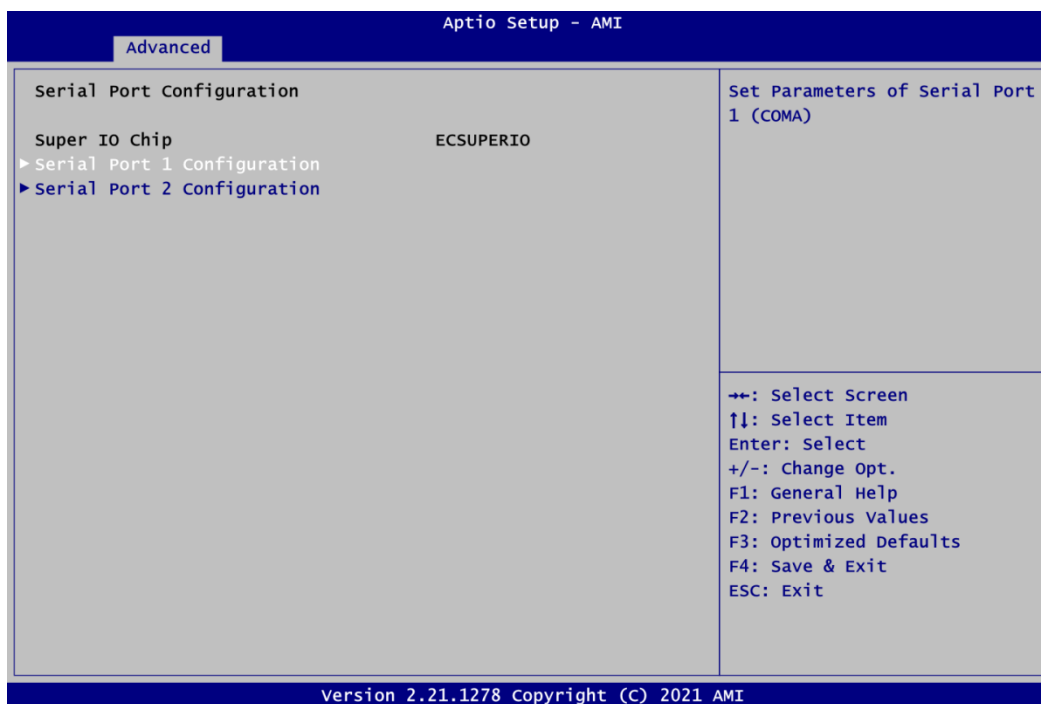 Aptio Setup - AMI
Advanced
Serial Port Configuration
Super IO Chip ECSUPERIO
▶ Serial Port 1 Configuration
▶ Serial Port 2 Configuration
Set Parameters of Serial Port
1 (COMA)
→←: Select Screen
↑↓: Select Item
Enter: Select
+/-: Change Opt.
F1: General Help
F2: Previous Values
F3: Optimized Defaults
F4: Save & Exit
ESC: Exit
Version 2.21.1278 Copyright (C) 2021 AMI